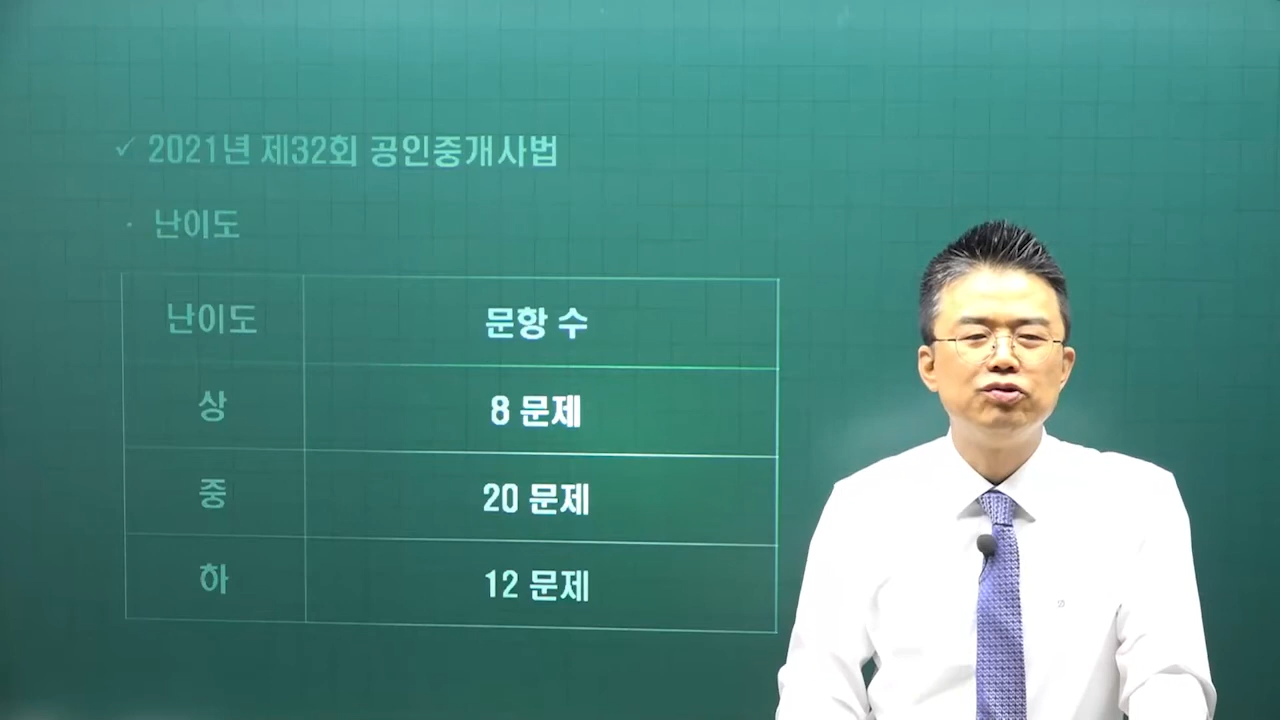 ✓ 2021년 제32회 공인중개사법
· 난이도
난이도 문항 수
상 8 문제
중 20 문제
하 12 문제